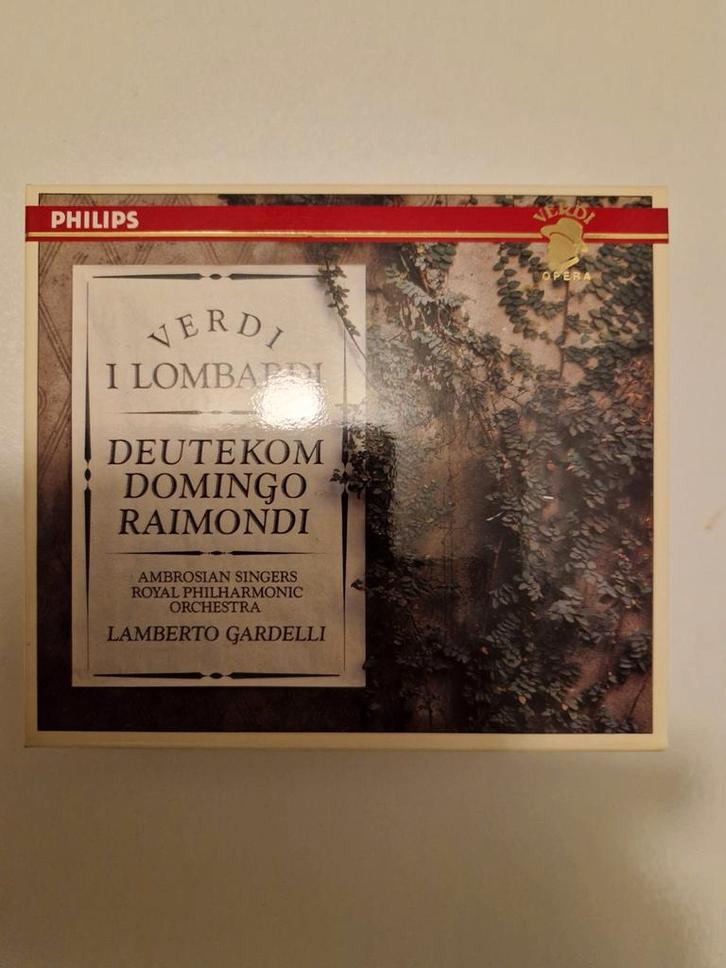 PHILIPS
VERDI
OPERA
VERDI
I LOMBARDI
DEUTEKOM
DOMINGO
RAIMONDI
AMBROSIAN SINGERS
ROYAL PHILHARMONIC
ORCHESTRA
LAMBERTO GARDELLI